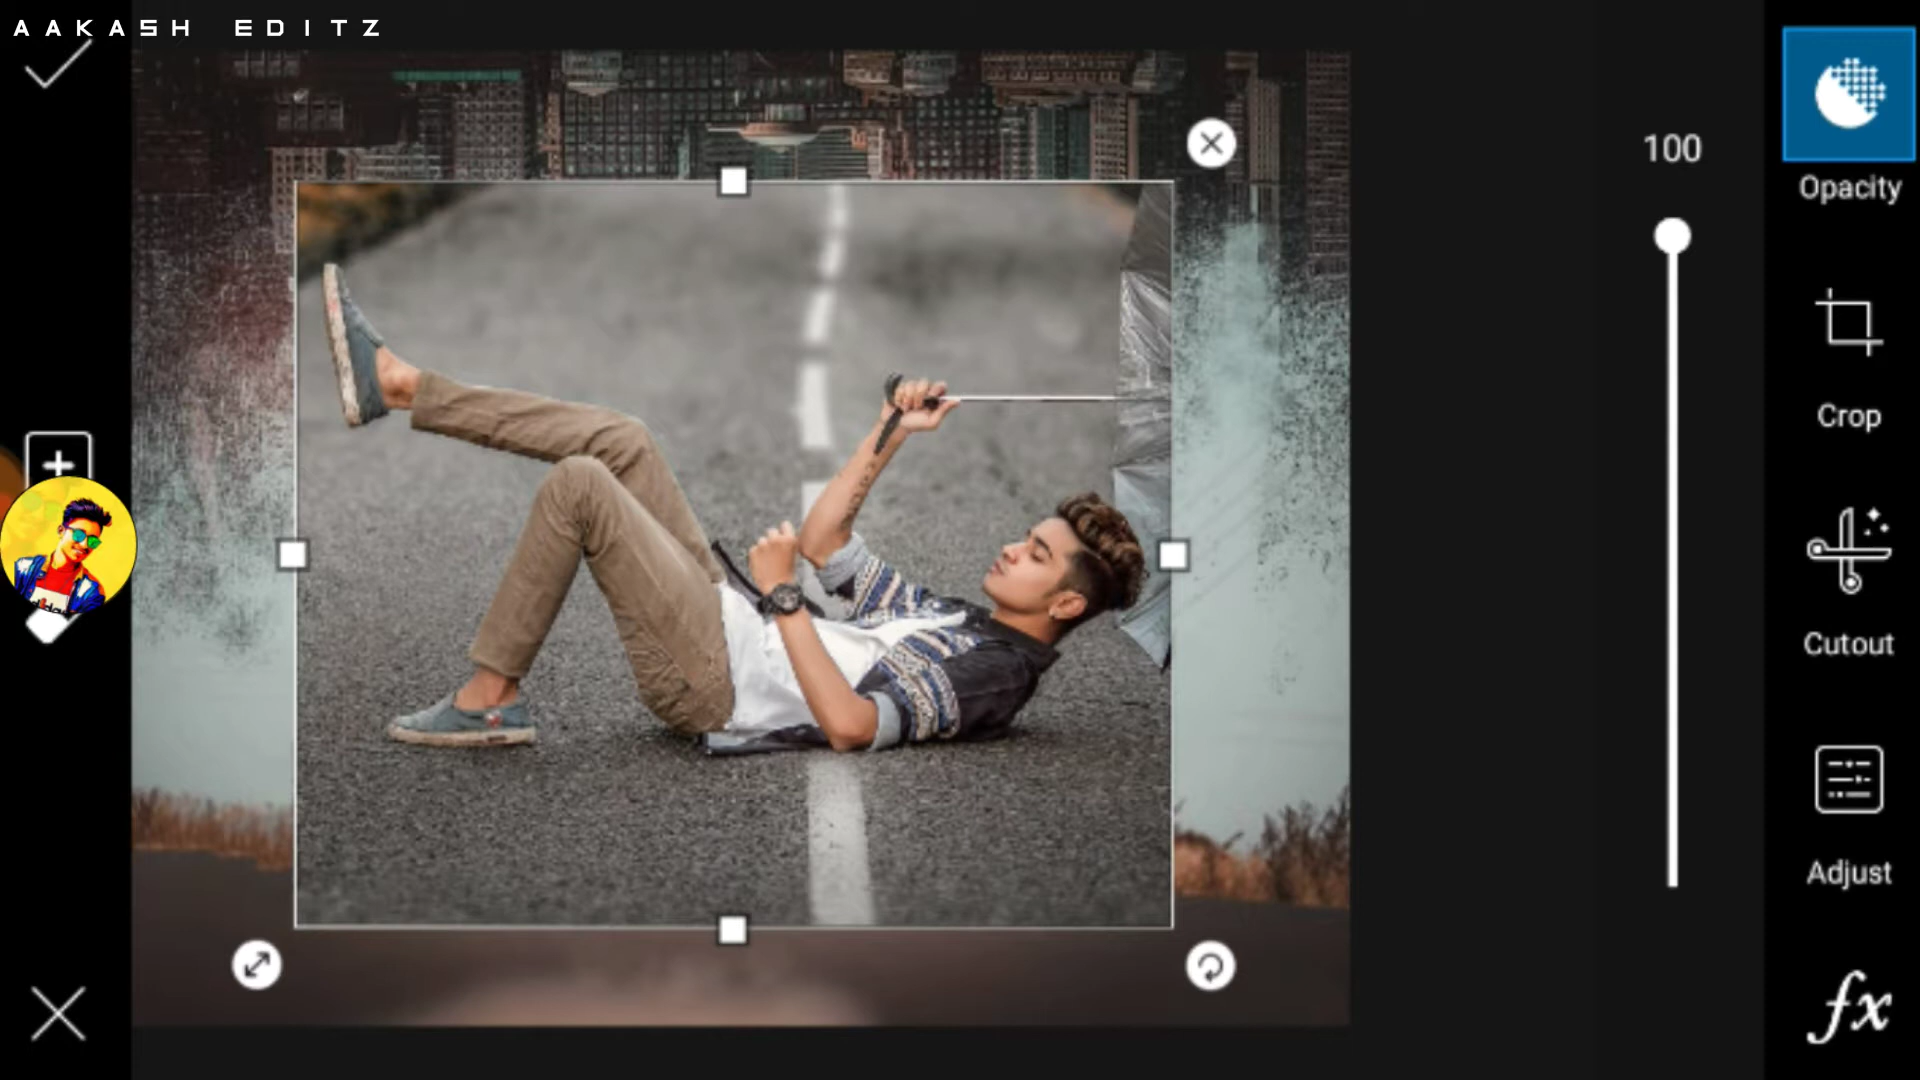 AAKASH EDITZ
100
Opacity
Crop
Cutout
Adjust
fx